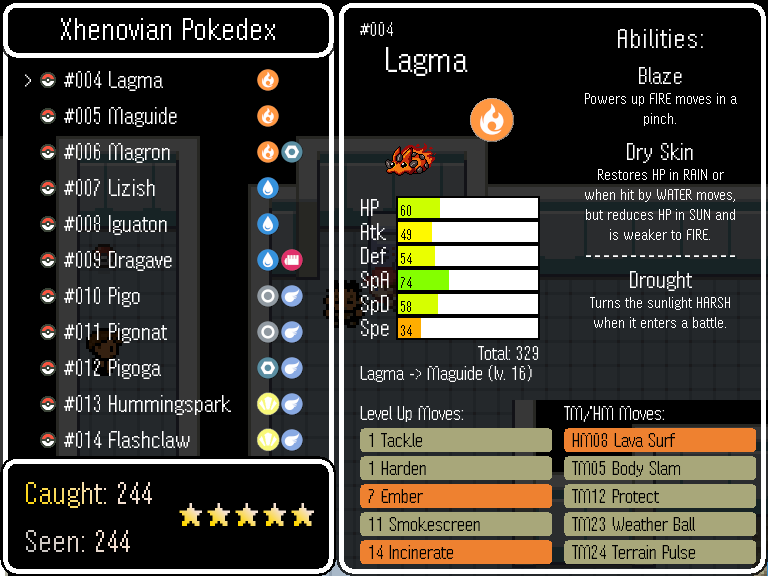 Xhenovian Pokedex
> #004 Lagma
#005 Maguide
#006 Magron
#007 Lizish
#008 Iguaton
#009 Dragave
#010 Pigo
#011 Pigonat
#012 Pigoga
#013 Hummingspark
#014 Flashclaw
Caught: 244
Seen: 244
#004
Lagma
HP 60
Atk 49
Def 54
SpA 74
SpD 58
Spe 34
Total: 329
Lagma -> Maguide (lv. 16)
Abilities:
Blaze
Powers up FIRE moves in a
pinch.
Dry Skin
Restores HP in RAIN or
when hit by WATER moves,
but reduces HP in SUN and
is weaker to FIRE.
Drought
Turns the sunlight HARSH
when it enters a battle.
Level Up Moves:
1 Tackle
1 Harden
7 Ember
11 Smokescreen
14 Incinerate
TM/HM Moves:
HM08 Lava Surf
TM05 Body Slam
TM12 Protect
TM23 Weather Ball
TM24 Terrain Pulse